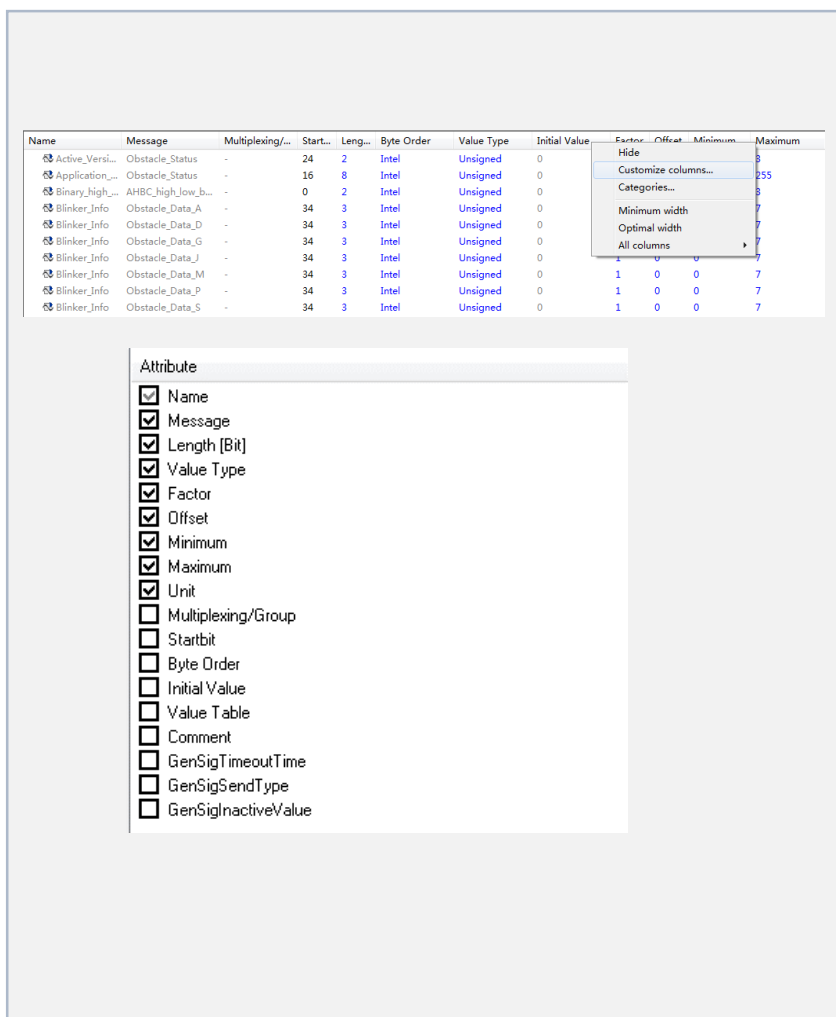 Name Message Multiplexing/... Start... Leng... Byte Order Value Type Initial Value Factor Offset Minimum Maximum
Active_Versi... Obstacle_Status - 24 2 Intel Unsigned 0 Hide 3
Application_... Obstacle_Status - 16 8 Intel Unsigned 0 Customize columns... 255
Binary_high_... AHBC_high_low_b... - 0 2 Intel Unsigned 0 Categories... 3
Blinker_Info Obstacle_Data_A - 34 3 Intel Unsigned 0 Minimum width 7
Blinker_Info Obstacle_Data_D - 34 3 Intel Unsigned 0 Optimal width 7
Blinker_Info Obstacle_Data_G - 34 3 Intel Unsigned 0 All columns 7
Blinker_Info Obstacle_Data_J - 34 3 Intel Unsigned 0 1 0 0 7
Blinker_Info Obstacle_Data_M - 34 3 Intel Unsigned 0 1 0 0 7
Blinker_Info Obstacle_Data_P - 34 3 Intel Unsigned 0 1 0 0 7
Blinker_Info Obstacle_Data_S - 34 3 Intel Unsigned 0 1 0 0 7
Attribute
Name
Message
Length [Bit]
Value Type
Factor
Offset
Minimum
Maximum
Unit
Multiplexing/Group
Startbit
Byte Order
Initial Value
Value Table
Comment
GenSigTimeoutTime
GenSigSendType
GenSigInactiveValue